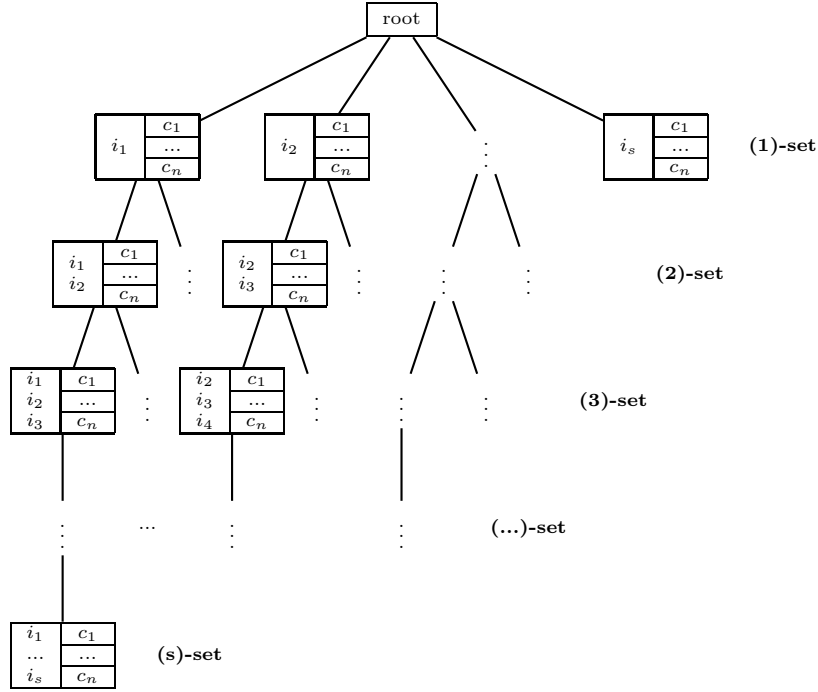 root
i₁ c₁ ... cₙ
i₂ c₁ ... cₙ
⋮
iₛ c₁ ... cₙ
(1)-set
i₁ i₂ c₁ ... cₙ
⋮
i₂ i₃ c₁ ... cₙ
⋮
⋮
⋮
(2)-set
i₁ i₂ i₃ c₁ ... cₙ
⋮
i₂ i₃ i₄ c₁ ... cₙ
⋮
⋮
⋮
(3)-set
⋮
...
⋮
⋮
(...)-set
i₁ ... iₛ c₁ ... cₙ
(s)-set